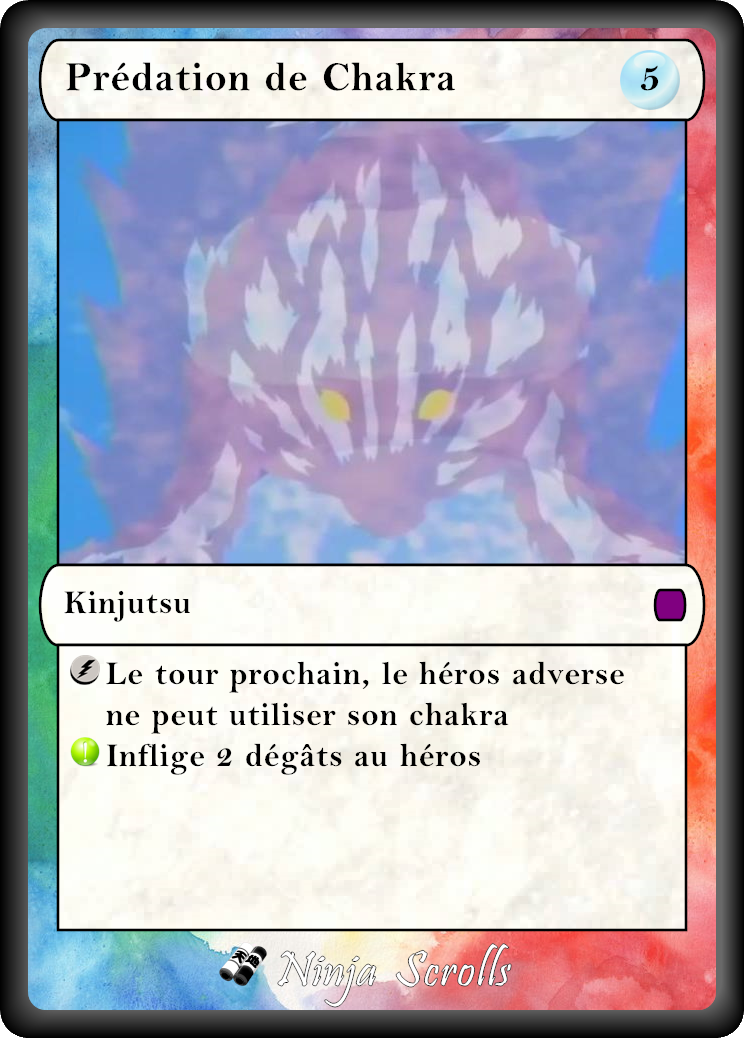 Prédation de Chakra
5
Kinjutsu
Le tour prochain, le héros adverse
ne peut utiliser son chakra
Inflige 2 dégâts au héros
Ninja Scrolls